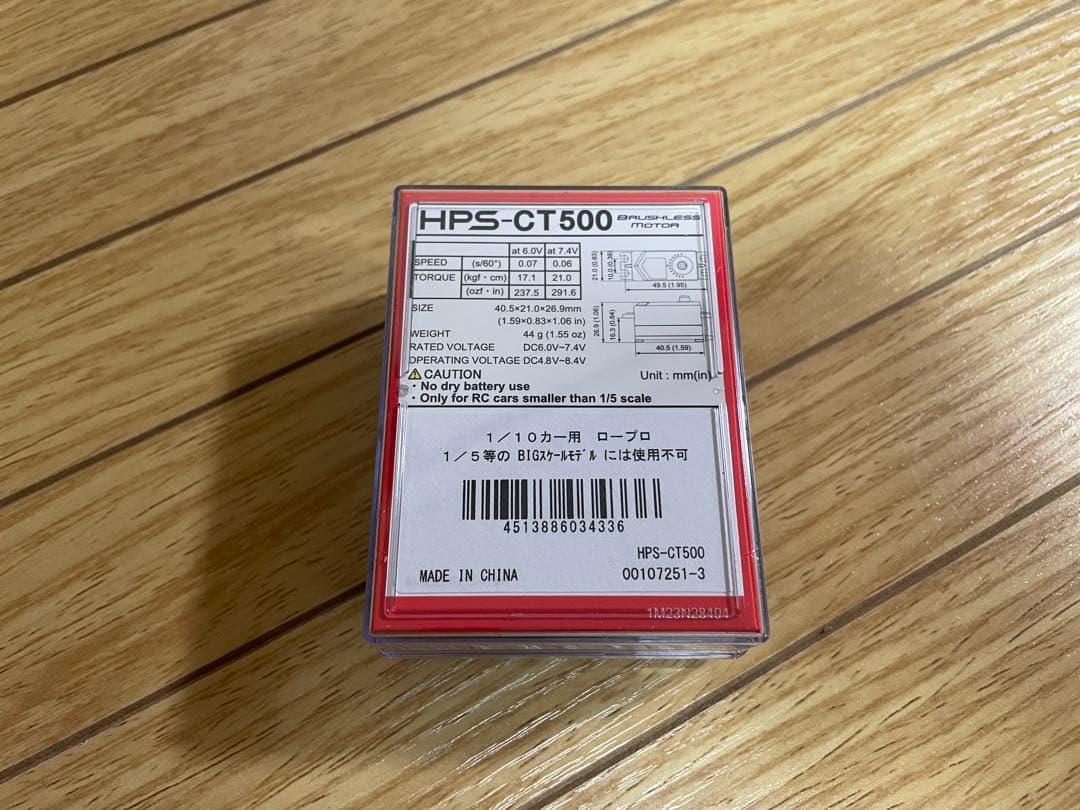 HPS-CT500 BRUSHLESS MOTOR
at 6.0V at 7.4V
SPEED (s/60°) 0.07 0.06
TORQUE (kgf・cm) 17.1 21.0
(ozf・in) 237.5 291.6
SIZE 40.5×21.0×26.9mm
(1.59×0.83×1.06 in)
WEIGHT 44 g (1.55 oz)
RATED VOLTAGE DC6.0V~7.4V
OPERATING VOLTAGE DC4.8V~8.4V
21.0 (0.83)
10.0 (0.39)
49.5 (1.95)
26.9 (1.06)
16.3 (0.64)
40.5 (1.59)
Unit : mm(in)
⚠CAUTION
・No dry battery use
・Only for RC cars smaller than 1/5 scale
1/10カー用 ロープロ
1/5等の BIGｽｹｰﾙﾓﾃﾞﾙ には使用不可
4513886034336
HPS-CT500
MADE IN CHINA 00107251-3
1M23N28404